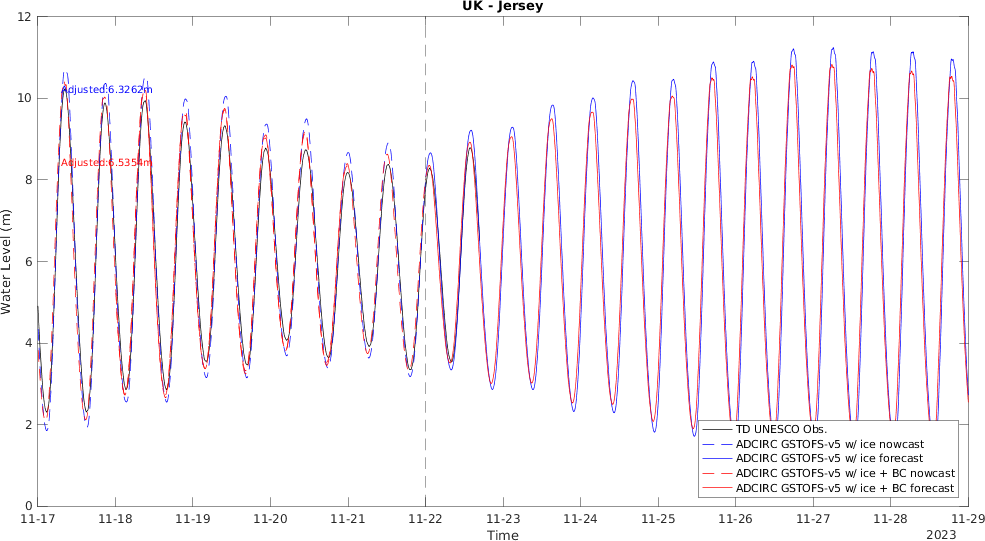 UK - Jersey
12
10
8
6
4
2
0
Water Level (m)
Adjusted:6.3262m
Adjusted:6.5354m
TD UNESCO Obs.
ADCIRC GSTOFS-v5 w/ ice nowcast
ADCIRC GSTOFS-v5 w/ ice forecast
ADCIRC GSTOFS-v5 w/ ice + BC nowcast
ADCIRC GSTOFS-v5 w/ ice + BC forecast
11-17 11-18 11-19 11-20 11-21 11-22 11-23 11-24 11-25 11-26 11-27 11-28 11-29
Time
2023